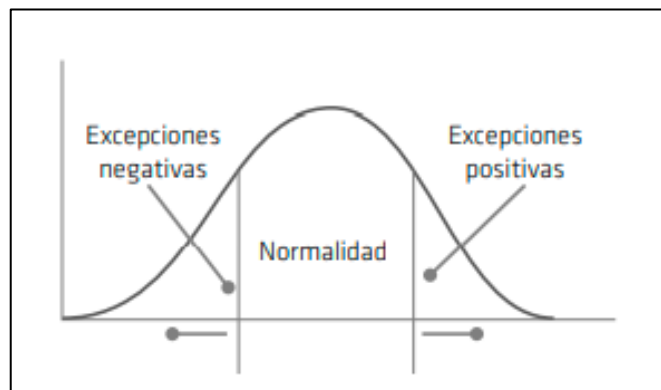 Excepciones
negativas
Excepciones
positivas
Normalidad